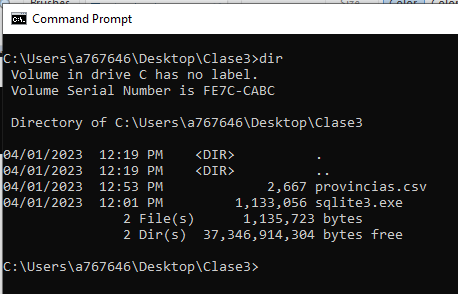 Brushes
Size
Color
Color
Command Prompt
C:\Users\a767646\Desktop\Clase3>dir
 Volume in drive C has no label.
 Volume Serial Number is FE7C-CABC
 Directory of C:\Users\a767646\Desktop\Clase3
04/01/2023  12:19 PM    <DIR>          .
04/01/2023  12:19 PM    <DIR>          ..
04/01/2023  12:53 PM             2,667 provincias.csv
04/01/2023  12:01 PM         1,133,056 sqlite3.exe
               2 File(s)      1,135,723 bytes
               2 Dir(s)  37,346,914,304 bytes free
C:\Users\a767646\Desktop\Clase3>